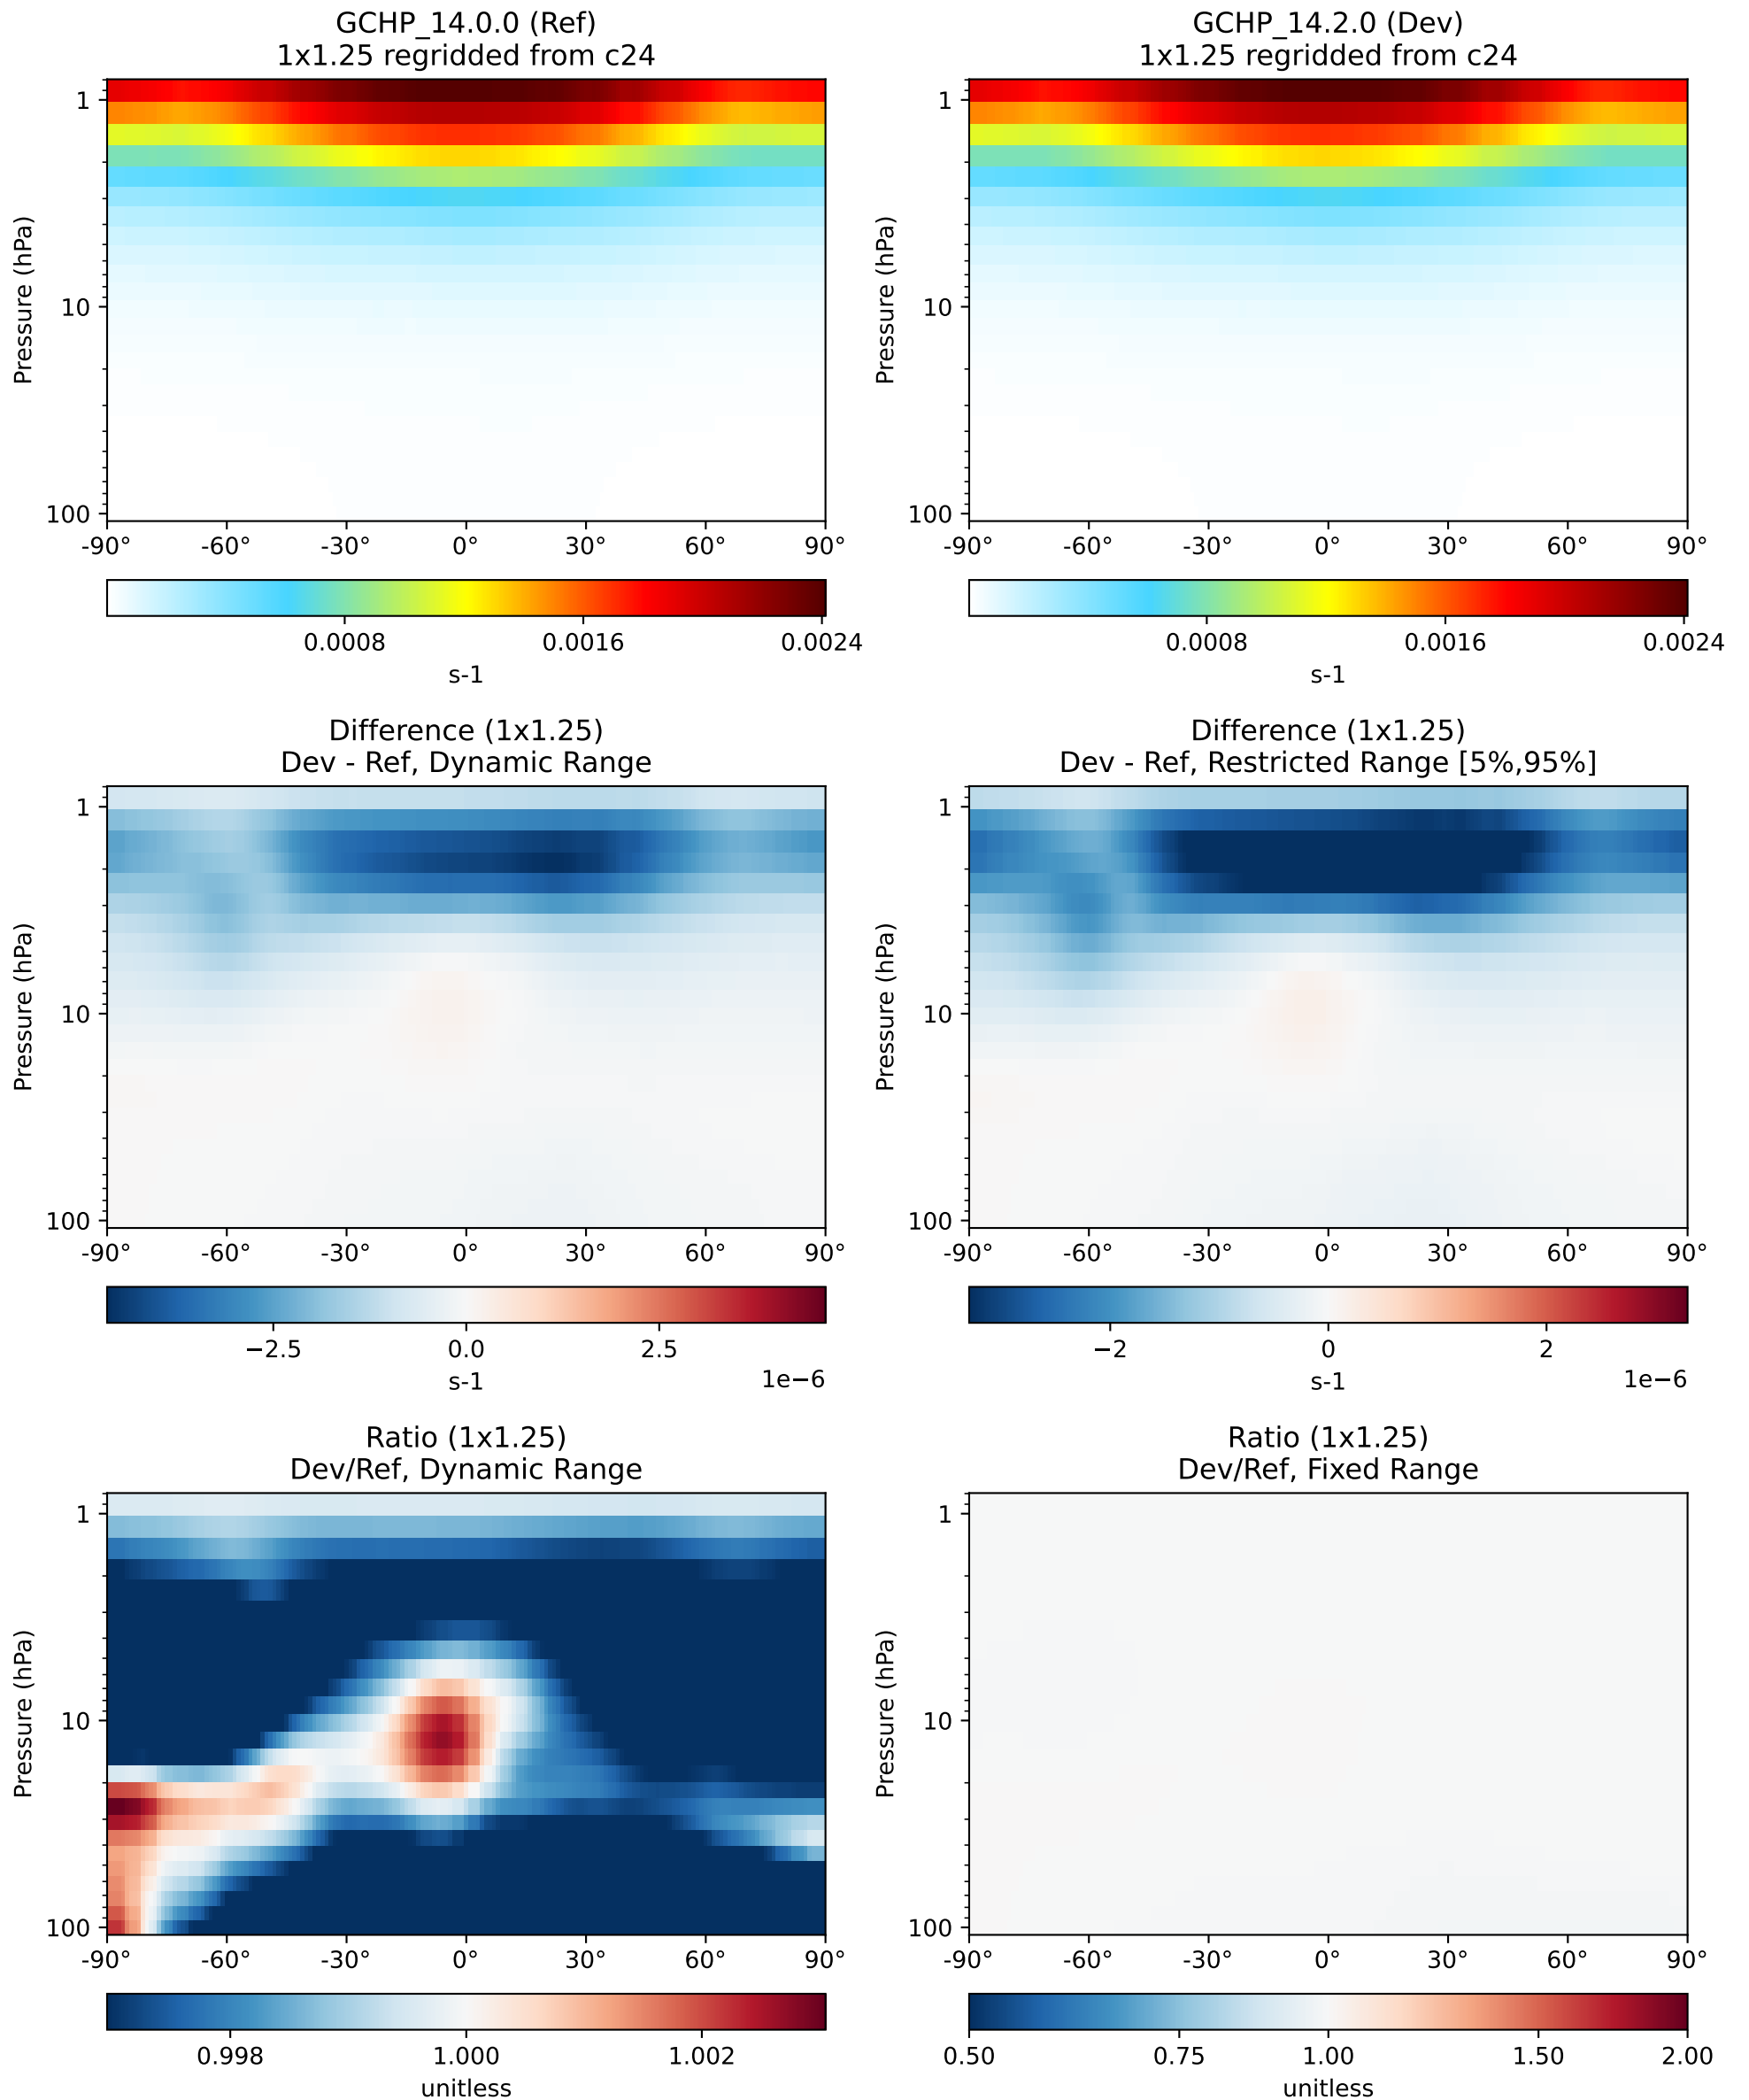 GCHP_14.0.0 (Ref)
1x1.25 regridded from c24
Pressure (hPa)
1
10
100
-90° -60° -30° 0° 30° 60° 90°
0.0008 0.0016 0.0024
s-1
GCHP_14.2.0 (Dev)
1x1.25 regridded from c24
Pressure (hPa)
1
10
100
-90° -60° -30° 0° 30° 60° 90°
0.0008 0.0016 0.0024
s-1
Difference (1x1.25)
Dev - Ref, Dynamic Range
Pressure (hPa)
1
10
100
-90° -60° -30° 0° 30° 60° 90°
−2.5 0.0 2.5
s-1 1e−6
Difference (1x1.25)
Dev - Ref, Restricted Range [5%,95%]
Pressure (hPa)
1
10
100
-90° -60° -30° 0° 30° 60° 90°
−2 0 2
s-1 1e−6
Ratio (1x1.25)
Dev/Ref, Dynamic Range
Pressure (hPa)
1
10
100
-90° -60° -30° 0° 30° 60° 90°
0.998 1.000 1.002
unitless
Ratio (1x1.25)
Dev/Ref, Fixed Range
Pressure (hPa)
1
10
100
-90° -60° -30° 0° 30° 60° 90°
0.50 0.75 1.00 1.50 2.00
unitless